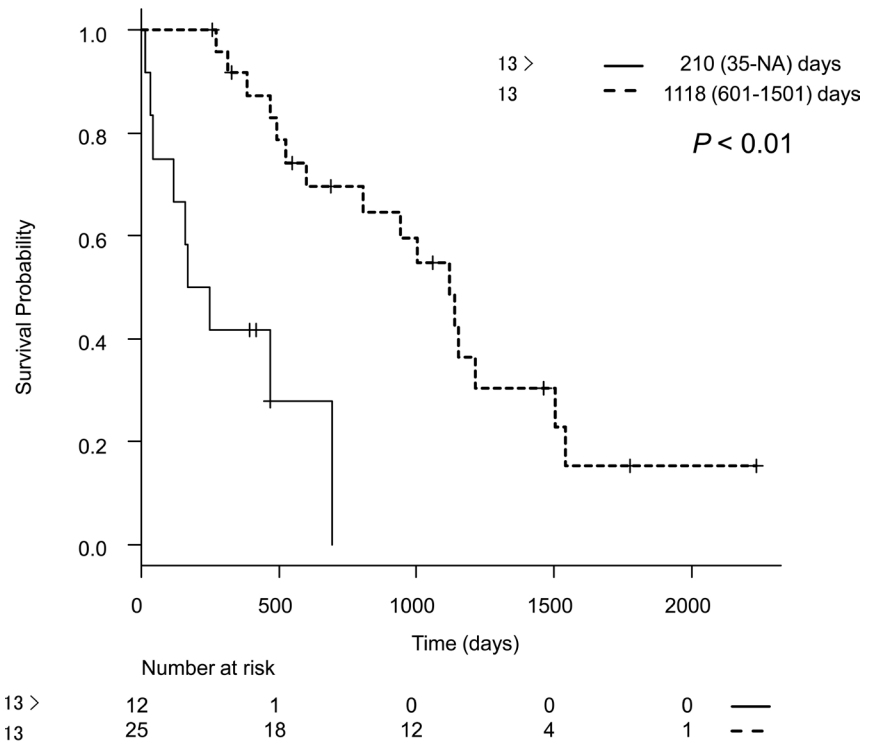 13 > 210 (35-NA) days
13 1118 (601-1501) days
P < 0.01
1.0
0.8
0.6
0.4
0.2
0.0
Survival Probability
0 500 1000 1500 2000
Time (days)
Number at risk
13 > 12 1 0 0 0
13 25 18 12 4 1